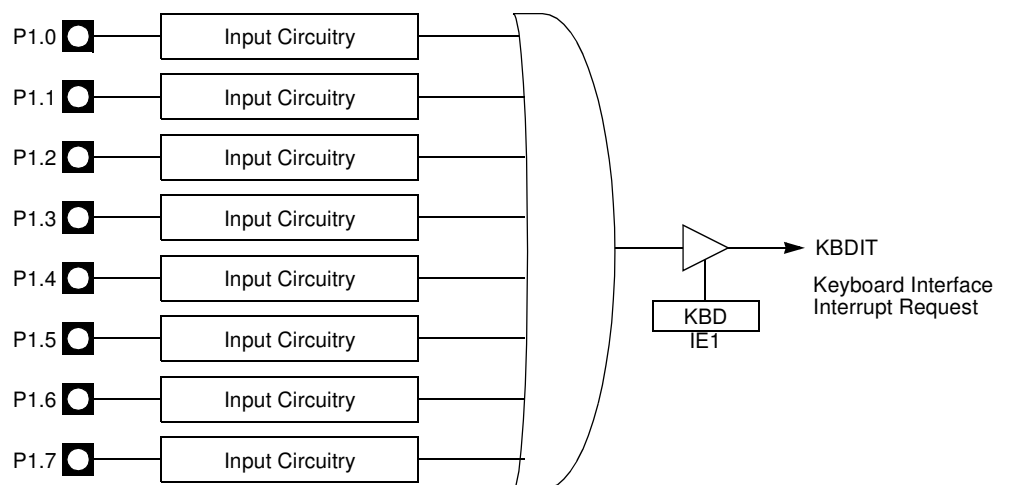 P1.0 Input Circuitry
P1.1 Input Circuitry
P1.2 Input Circuitry
P1.3 Input Circuitry
P1.4 Input Circuitry
P1.5 Input Circuitry
P1.6 Input Circuitry
P1.7 Input Circuitry
KBDIT
Keyboard Interface
Interrupt Request
KBD
IE1